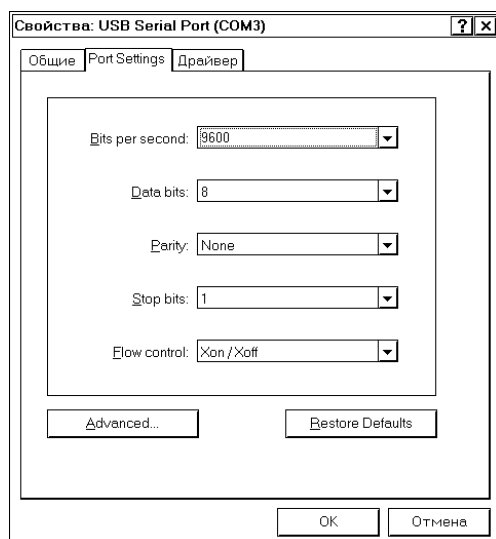 Свойства: USB Serial Port (COM3)
Общие Port Settings Драйвер
Bits per second: 9600
Data bits: 8
Parity: None
Stop bits: 1
Flow control: Xon / Xoff
Advanced... Restore Defaults
OK Отмена